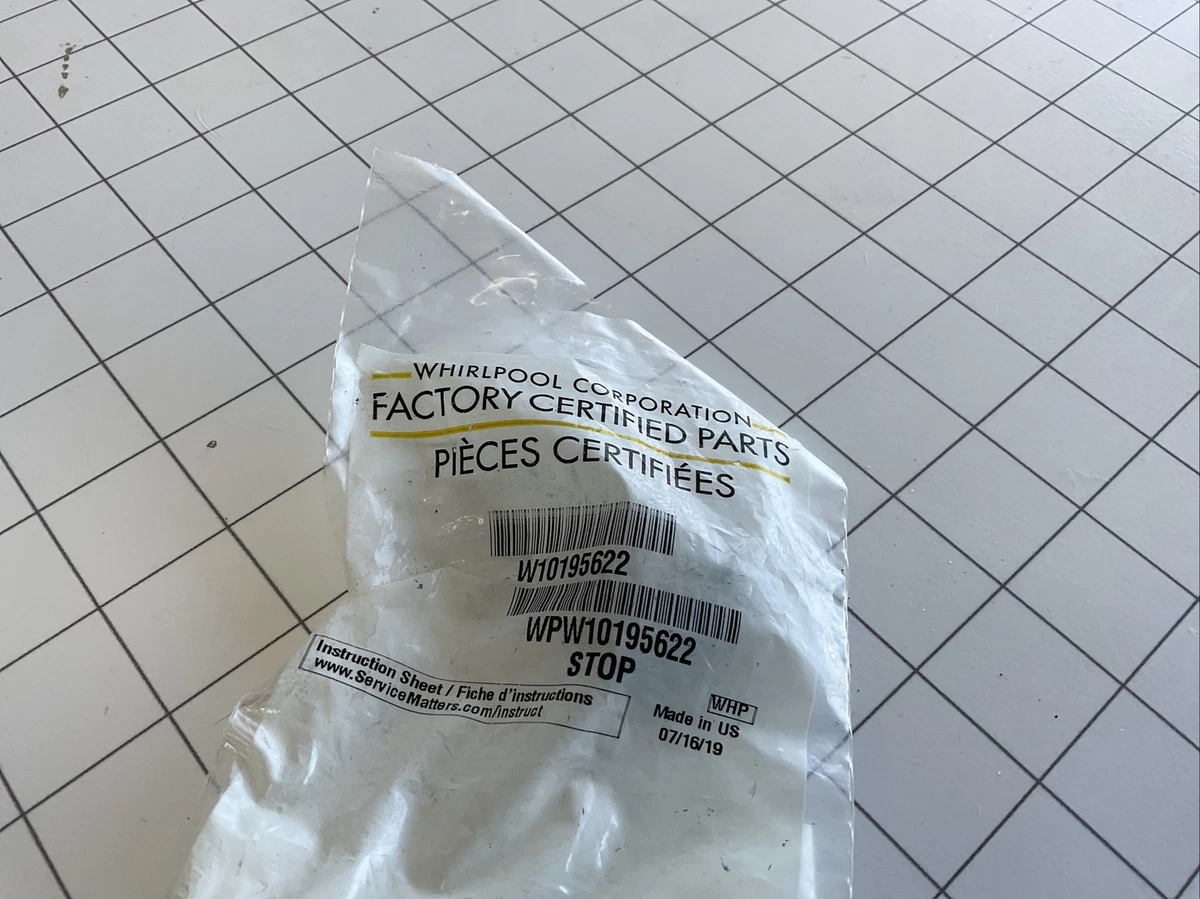 WHIRLPOOL CORPORATION
FACTORY CERTIFIED PARTS
PIÈCES CERTIFIÉES
W10195622
WPW10195622
STOP
Instruction Sheet / Fiche d'instructions
www.ServiceMatters.com/instruct
WHP
Made in US
07/16/19